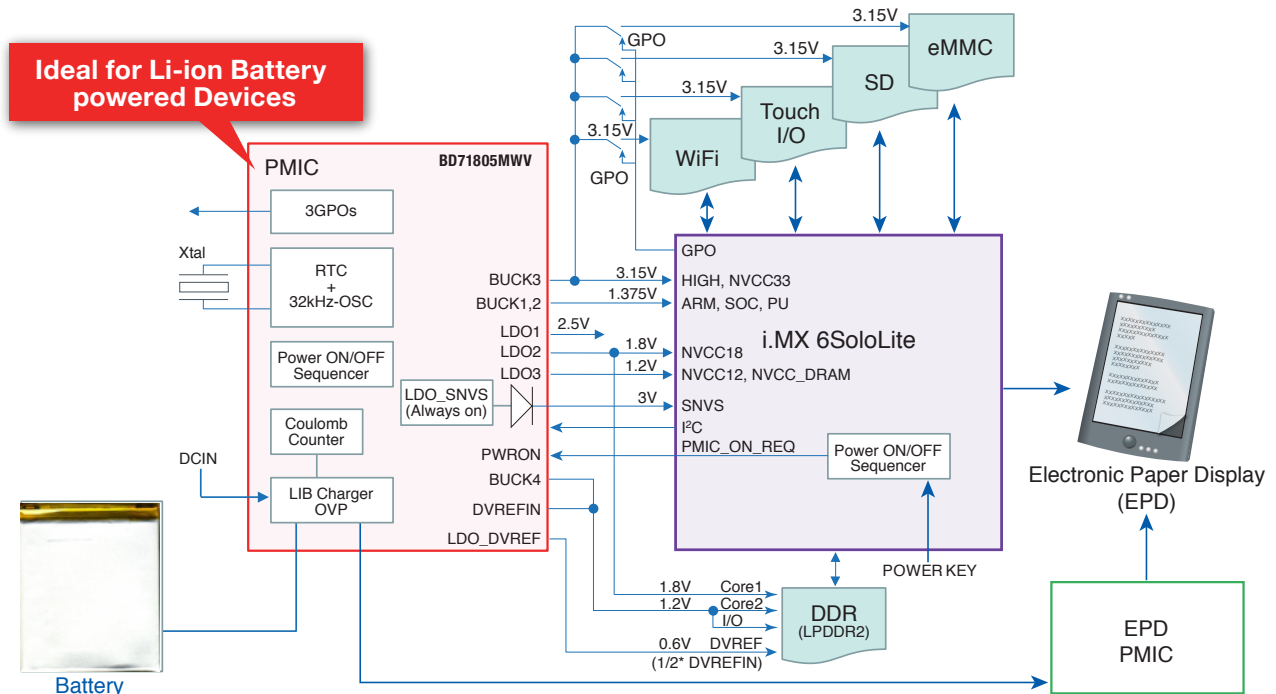 Ideal for Li-ion Battery
powered Devices
PMIC
BD71805MWV
3GPOs
Xtal
RTC
+
32kHz-OSC
Power ON/OFF
Sequencer
LDO_SNVS
(Always on)
Coulomb
Counter
DCIN
LIB Charger
OVP
Battery
BUCK3
BUCK1,2
LDO1
LDO2
LDO3
PWRON
BUCK4
DVREFIN
LDO_DVREF
3.15V
eMMC
GPO
3.15V
SD
3.15V
Touch
I/O
3.15V
WiFi
GPO
GPO
3.15V
HIGH, NVCC33
1.375V
ARM, SOC, PU
2.5V
i.MX 6SoloLite
1.8V
NVCC18
1.2V
NVCC12, NVCC_DRAM
3V
SNVS
I²C
PMIC_ON_REQ
Power ON/OFF
Sequencer
POWER KEY
1.8V
Core1
1.2V
Core2
I/O
0.6V
DVREF
(1/2* DVREFIN)
DDR
(LPDDR2)
Electronic Paper Display
(EPD)
EPD
PMIC